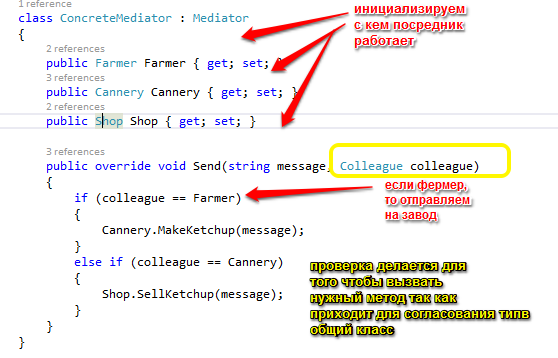 1 reference
class ConcreteMediator : Mediator
инициализируем
с кем посредник
работает
{
2 references
public Farmer Farmer { get; set; }
3 references
public Cannery Cannery { get; set; }
2 references
public Shop Shop { get; set; }
3 references
public override void Send(string message, Colleague colleague)
{
if (colleague == Farmer)
если фермер,
то отправляем
на завод
{
Cannery.MakeKetchup(message);
}
else if (colleague == Cannery)
{
Shop.SellKetchup(message);
}
проверка делается для
того чтобы вызвать
нужный метод так как
приходит для согласования типв
общий класс
}
}